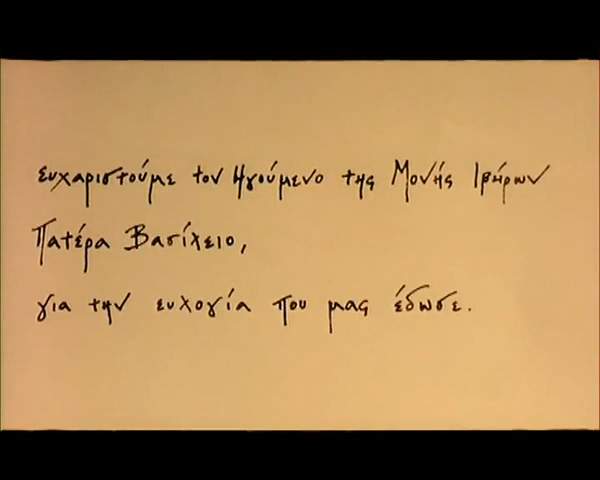 ευχαριστούμε τον Ηγούμενο της Μονής Ιβήρων
Πατέρα Βασίλειο,
για την ευλογία που μας έδωσε.